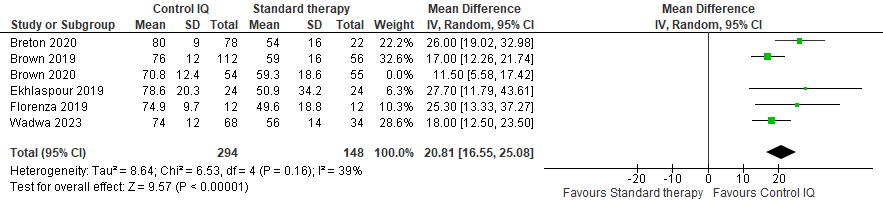 Control IQ Standard therapy Mean Difference Mean Difference
Study or Subgroup Mean SD Total Mean SD Total Weight IV, Random, 95% CI IV, Random, 95% CI
Breton 2020 80 9 78 54 16 22 22.2% 26.00 [19.02, 32.98]
Brown 2019 76 12 112 59 16 56 32.6% 17.00 [12.26, 21.74]
Brown 2020 70.8 12.4 54 59.3 18.6 55 0.0% 11.50 [5.58, 17.42]
Ekhlaspour 2019 78.6 20.3 24 50.9 34.2 24 6.3% 27.70 [11.79, 43.61]
Florenza 2019 74.9 9.7 12 49.6 18.8 12 10.3% 25.30 [13.33, 37.27]
Wadwa 2023 74 12 68 56 14 34 28.6% 18.00 [12.50, 23.50]
Total (95% CI) 294 148 100.0% 20.81 [16.55, 25.08]
Heterogeneity: Tau² = 8.64; Chi² = 6.53, df = 4 (P = 0.16); I² = 39%
Test for overall effect: Z = 9.57 (P < 0.00001)
-20 -10 0 10 20
Favours Standard therapy Favours Control IQ